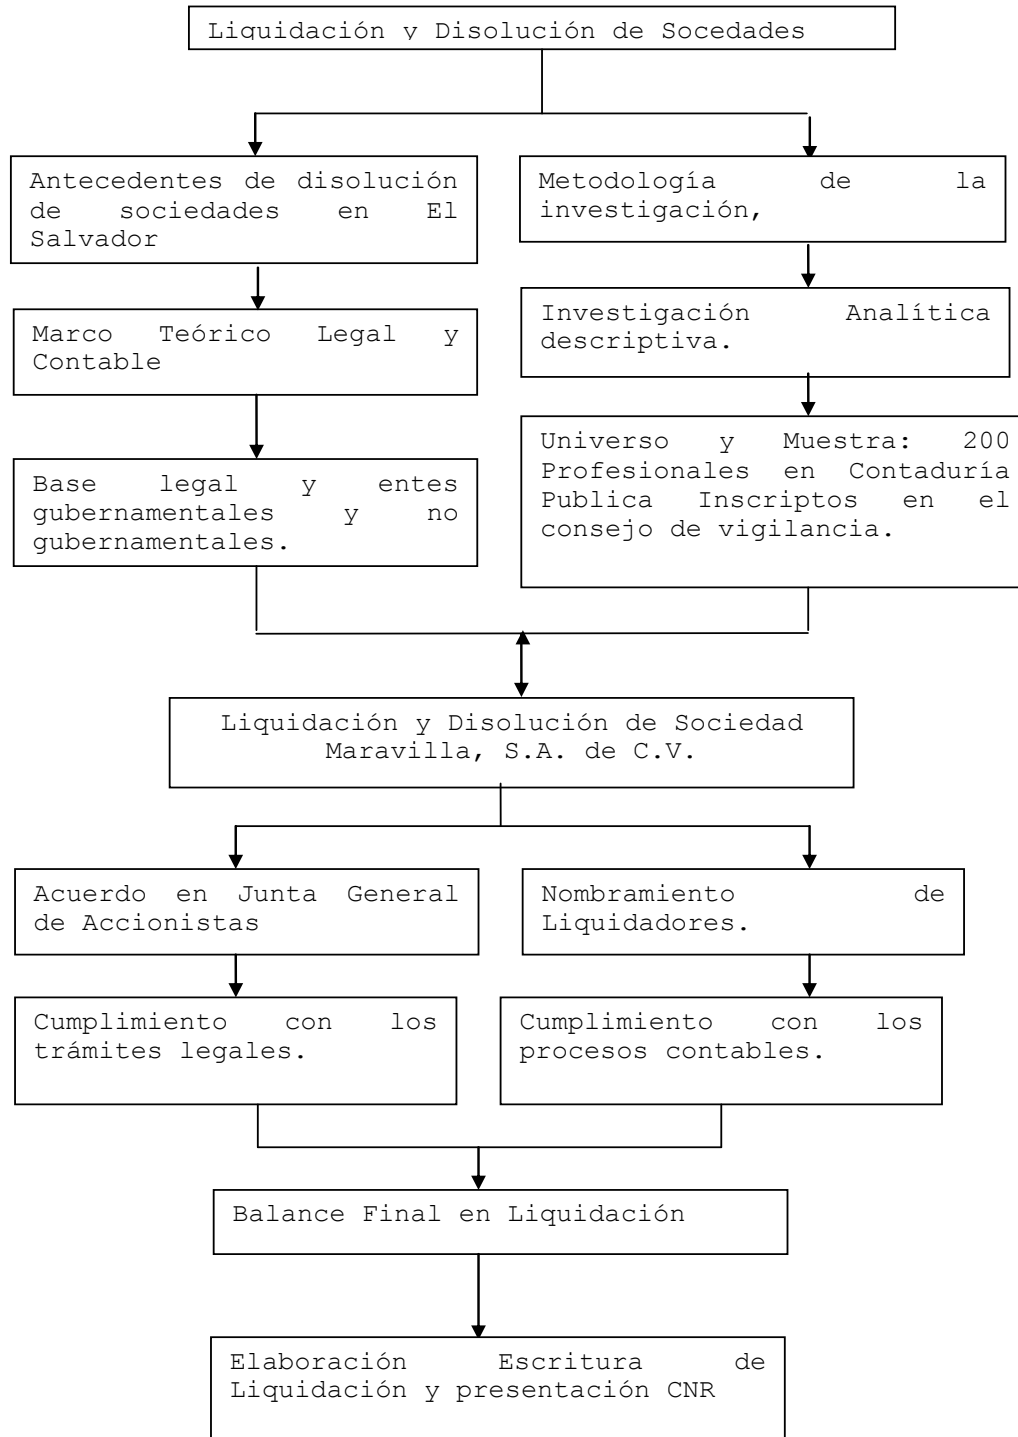 Liquidación y Disolución de Socedades
Antecedentes de disolución
de sociedades en El
Salvador
Marco Teórico Legal y
Contable
Base legal y entes
gubernamentales y no
gubernamentales.
Metodología de la
investigación,
Investigación Analítica
descriptiva.
Universo y Muestra: 200
Profesionales en Contaduría
Publica Inscriptos en el
consejo de vigilancia.
Liquidación y Disolución de Sociedad
Maravilla, S.A. de C.V.
Acuerdo en Junta General
de Accionistas
Nombramiento de
Liquidadores.
Cumplimiento con los
trámites legales.
Cumplimiento con los
procesos contables.
Balance Final en Liquidación
Elaboración Escritura de
Liquidación y presentación CNR